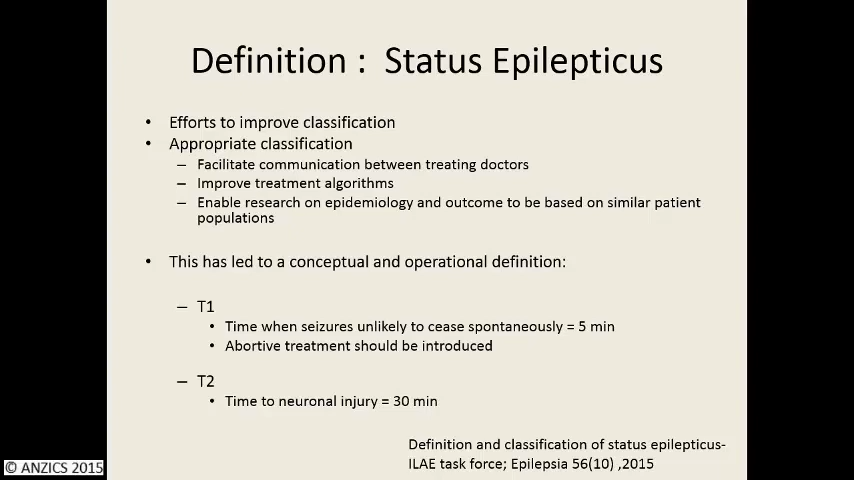 Definition : Status Epilepticus
• Efforts to improve classification
• Appropriate classification
– Facilitate communication between treating doctors
– Improve treatment algorithms
– Enable research on epidemiology and outcome to be based on similar patient
populations
• This has led to a conceptual and operational definition:
– T1
• Time when seizures unlikely to cease spontaneously = 5 min
• Abortive treatment should be introduced
– T2
• Time to neuronal injury = 30 min
Definition and classification of status epilepticus-
ILAE task force; Epilepsia 56(10) ,2015
© ANZICS 2015